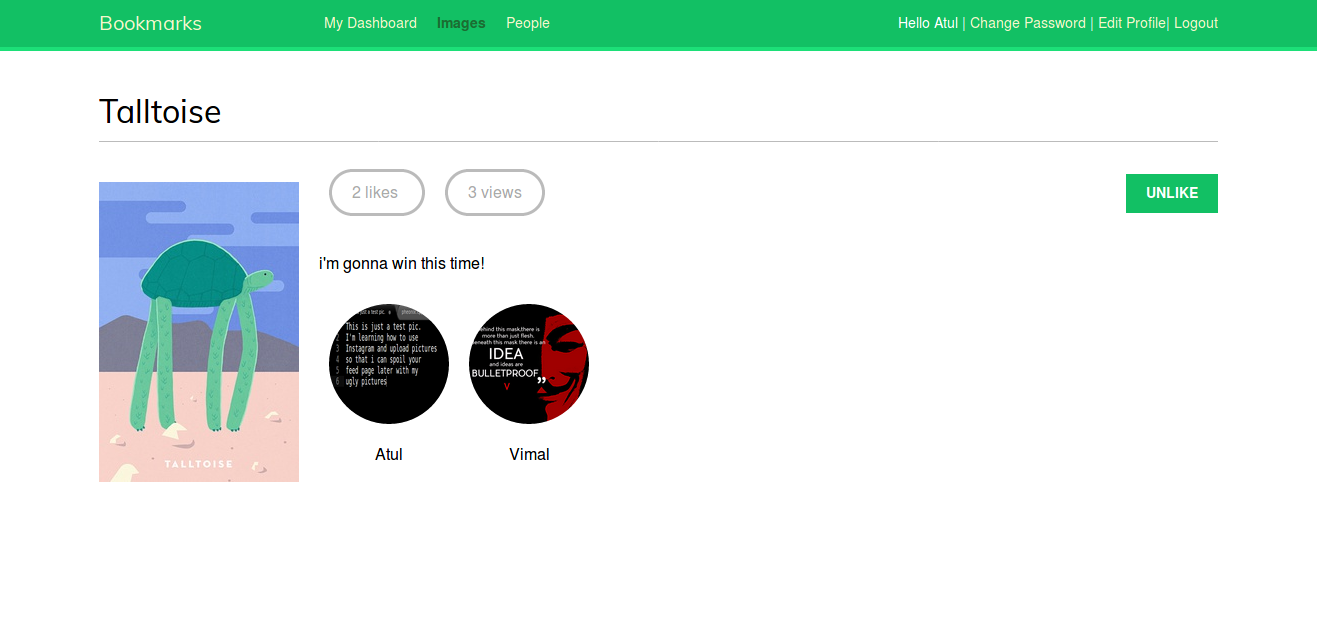 Bookmarks My Dashboard Images People Hello Atul | Change Password | Edit Profile| Logout
Talltoise
2 likes 3 views UNLIKE
i'm gonna win this time!
TALLTOISE
just a test pic.
This is just a test pic.
2 I'm learning how to use
3 Instagram and upload pictures
4 so that i can spoil your
5 feed page later with my
6 ugly pictures
ehind this mask,there is
more than just flesh.
eneath this mask there is an
IDEA
and ideas are
BULLETPROOF
”
V
Atul Vimal